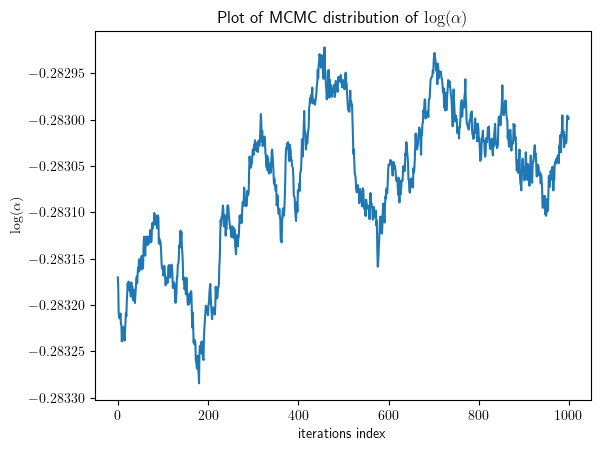 Plot of MCMC distribution of log(α)
−0.28295
−0.28300
−0.28305
−0.28310
−0.28315
−0.28320
−0.28325
−0.28330
log(α)
0 200 400 600 800 1000
iterations index